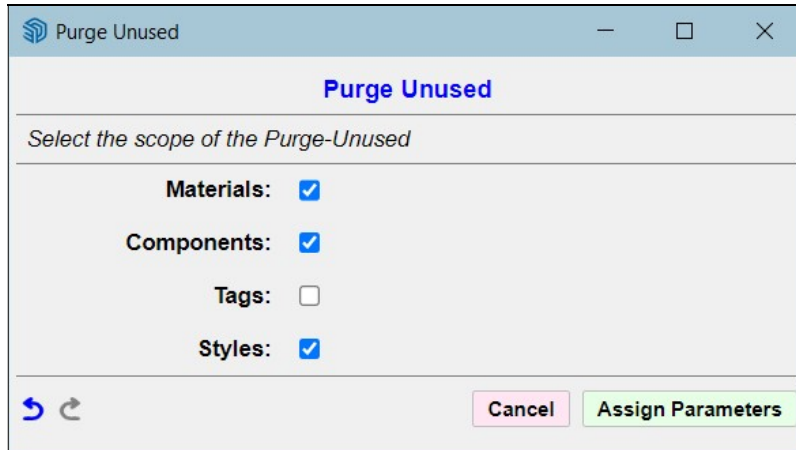 Purge Unused
Purge Unused
Select the scope of the Purge-Unused
Materials:
Components:
Tags:
Styles:
Cancel Assign Parameters